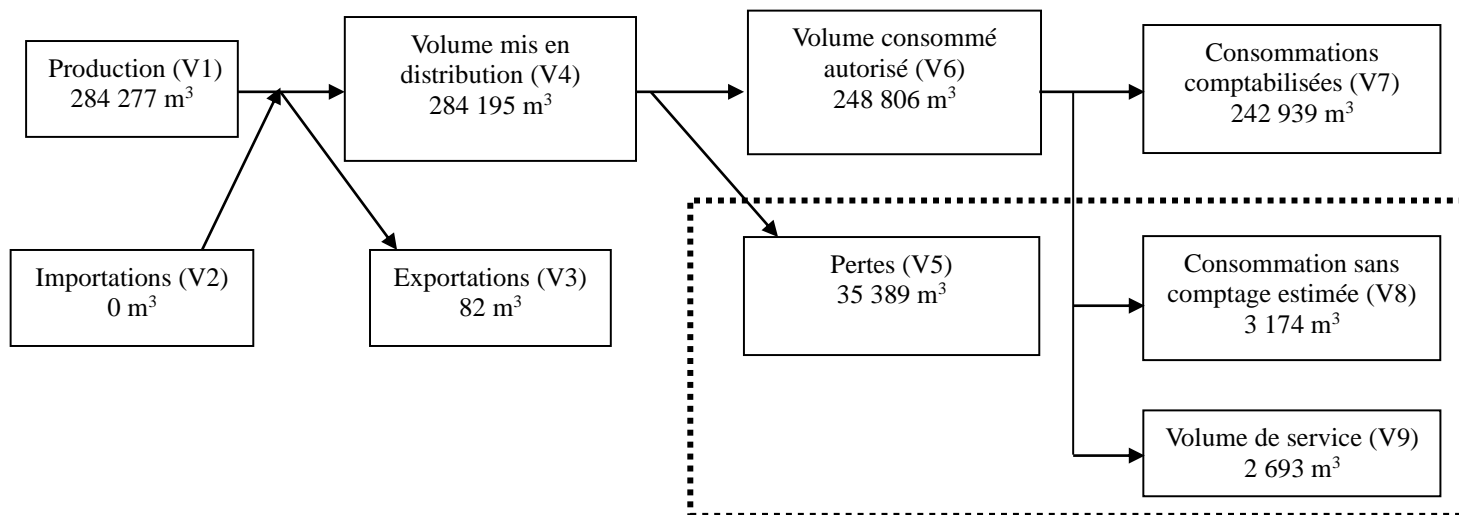 Production (V1)
284 277 m³
Volume mis en
distribution (V4)
284 195 m³
Volume consommé
autorisé (V6)
248 806 m³
Consommations
comptabilisées (V7)
242 939 m³
Importations (V2)
0 m³
Exportations (V3)
82 m³
Pertes (V5)
35 389 m³
Consommation sans
comptage estimée (V8)
3 174 m³
Volume de service (V9)
2 693 m³